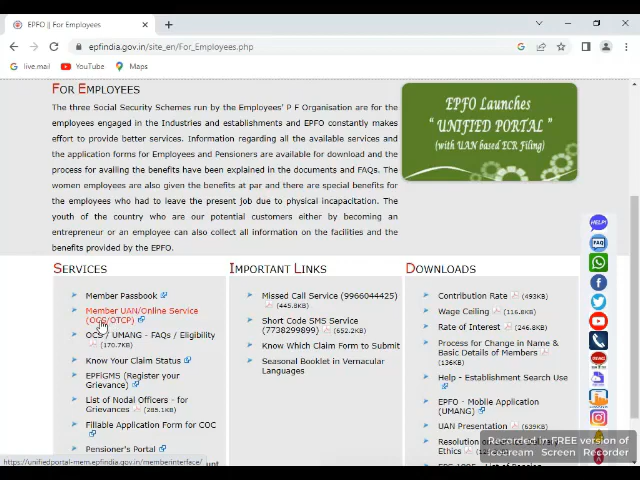 EPFO || For Employees
epfindia.gov.in/site_en/For_Employees.php
live.mail
YouTube
Maps
FOR EMPLOYEES
The three Social Security Schemes run by the Employees' P F Organisation are for the
employees engaged in the Industries and establishments and EPFO constantly makes
effort to provide better services. Information regarding all the available services and
the application forms for Employees and Pensioners are available for download and the
process for availing the benefits have been explained in the documents and FAQs. The
women employees are also given the benefits at par and there are special benefits for
the employees who had to leave the present job due to physical incapacitation. The
youth of the country who are our potential customers either by becoming an
entrepreneur or an employee can also collect all information on the facilities and the
benefits provided by the EPFO.
EPFO Launches
" UNIFIED PORTAL "
(with UAN based ECR Filing)
SERVICES
Member Passbook
Member UAN/Online Service
(OCS/OTCP)
OCS / UMANG - FAQs / Eligibility
(170.7KB)
Know Your Claim Status
EPFiGMS (Register your
Grievance)
List of Nodal Officers - for
Grievances (285.1KB)
Fillable Application Form for COC
Pensioner's Portal
https://unifiedportal-mem.epfindia.gov.in/memberinterface/
unt
IMPORTANT LINKS
Missed Call Service (9966044425)
(445.8KB)
Short Code SMS Service
(7738299899) (652.2KB)
Know Which Claim Form to Submit
Seasonal Booklet in Vernacular
Languages
DOWNLOADS
Contribution Rate (493KB)
Wage Ceiling (116.8KB)
Rate of Interest (246.8KB)
Process for Change in Name &
Basic Details of Members
(136KB)
Help - Establishment Search Use
EPFO - Moblie Application
(UMANG)
UAN Presentation (639KB)
Resolution
Ethics
HELP!
FAQ
Recorded in FREE version of
Icecream Screen Recorder